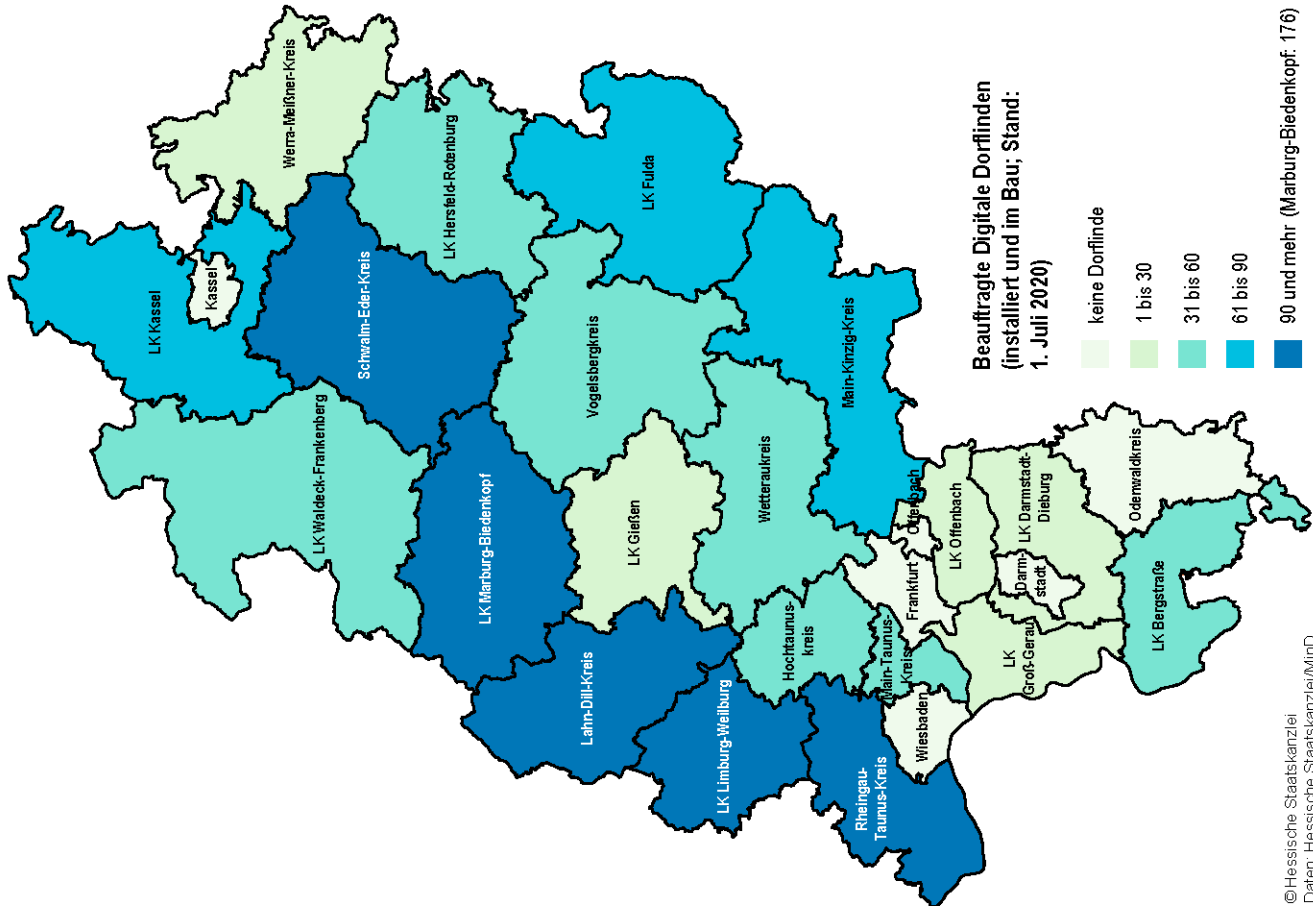 LK Kassel
Kassel
Werra-Meißner-Kreis
LK Waldeck-Frankenberg
Schwalm-Eder-Kreis
LK Hersfeld-Rotenburg
LK Marburg-Biedenkopf
Lahn-Dill-Kreis
LK Gießen
Vogelsbergkreis
LK Fulda
LK Limburg-Weilburg
Hochtaunus-
kreis
Wetteraukreis
Main-Kinzig-Kreis
Rheingau-
Taunus-Kreis
Main-Taunus-
Kreis
Wiesbaden
Frankfurt
Offenbach
LK Offenbach
LK
Groß-Gerau
Darm-
stadt
LK Darmstadt-
Dieburg
Odenwaldkreis
LK Bergstraße
Beauftragte Digitale Dorflinden
(installiert und im Bau; Stand:
1. Juli 2020)
keine Dorflinde
1 bis 30
31 bis 60
61 bis 90
90 und mehr (Marburg-Biedenkopf: 176)
© Hessische Staatskanzlei
Daten: Hessische Staatskanzlei/MinD